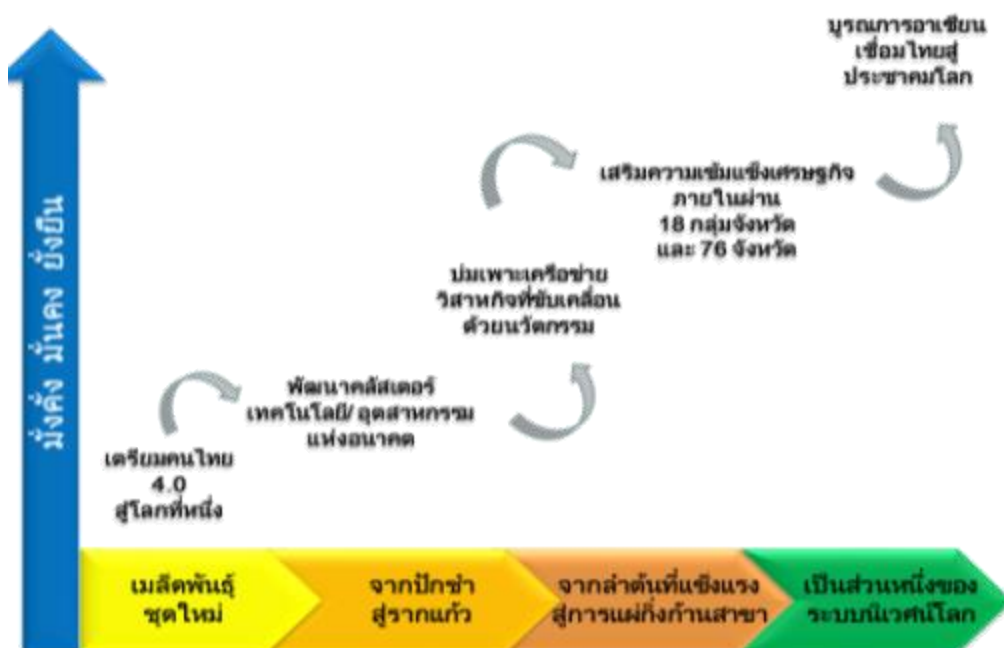 บูรณการอาเซียน
เชื่อมไทยสู่
ประชาคมโลก
เสริมความเข้มแข็งเศรษฐกิจ
ภายในผ่าน
18 กลุ่มจังหวัด
และ 76 จังหวัด
บ่มเพาะเครือข่าย
วิสาหกิจที่ขับเคลื่อน
ด้วยนวัตกรรม
พัฒนาคลัสเตอร์
เทคโนโลยี/ อุตสาหกรรม
แห่งอนาคต
เตรียมคนไทย
4.0
สู่โลกที่หนึ่ง
มั่งคั่ง มั่นคง ยั่งยืน
เมล็ดพันธุ์
ชุดใหม่
จากปักชำ
สู่รากแก้ว
จากลำต้นที่แข็งแรง
สู่การแผ่กิ่งก้านสาขา
เป็นส่วนหนึ่งของ
ระบบนิเวศน์โลก